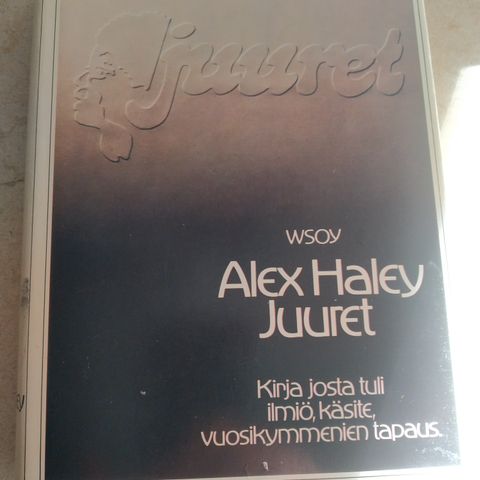 juuret
WSOY
Alex Haley
Juuret
Kirja josta tuli
ilmiö, käsite,
vuosikymmenien tapaus.